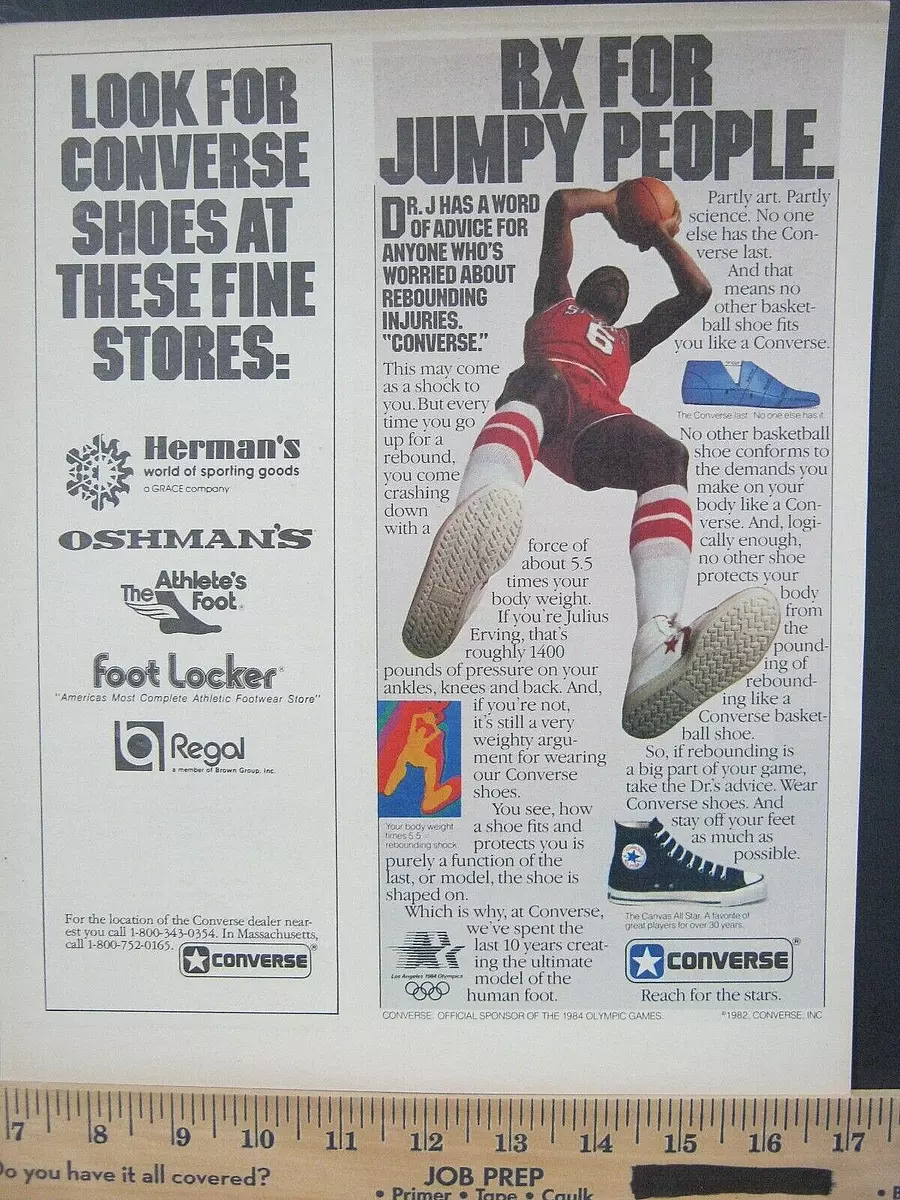 LOOK FOR
CONVERSE
SHOES AT
THESE FINE
STORES:
Herman's
world of sporting goods
a GRACE company
OSHMAN'S
The Athlete's
Foot®
Foot Locker®
"Americas Most Complete Athletic Footwear Store"
Regal
a member of Brown Group, Inc.
For the location of the Converse dealer near-
est you call 1-800-343-0354. In Massachusetts,
call 1-800-752-0165.
CONVERSE®
RX FOR
JUMPY PEOPLE.
DR. J HAS A WORD
OF ADVICE FOR
ANYONE WHO'S
WORRIED ABOUT
REBOUNDING
INJURIES.
"CONVERSE."
This may come
as a shock to
you. But every
time you go
up for a
rebound,
you come
crashing
down
with a
force of
about 5.5
times your
body weight.
If you're Julius
Erving, that's
roughly 1400
pounds of pressure on your
ankles, knees and back. And,
if you're not,
it's still a very
weighty argu-
ment for wearing
our Converse
shoes.
You see, how
a shoe fits and
protects you is
purely a function of the
last, or model, the shoe is
shaped on.
Which is why, at Converse,
we've spent the
last 10 years creat-
ing the ultimate
model of the
human foot.
Your body weight
times 5.5 =
rebounding shock.
Los Angeles 1984 Olympics
6
Partly art. Partly
science. No one
else has the Con-
verse last.
And that
means no
other basket-
ball shoe fits
you like a Converse.
The Converse last. No one else has it.
No other basketball
shoe conforms to
the demands you
make on your
body like a Con-
verse. And, logi-
cally enough,
no other shoe
protects your
body
from
the
pound-
ing of
rebound-
ing like a
Converse basket-
ball shoe.
So, if rebounding is
a big part of your game,
take the Dr.'s advice. Wear
Converse shoes. And
stay off your feet
as much as
possible.
The Canvas All Star. A favorite of
great players for over 30 years.
CONVERSE®
Reach for the stars.
CONVERSE: OFFICIAL SPONSOR OF THE 1984 OLYMPIC GAMES.
©1982, CONVERSE, INC
7 8 9 10 11 12 13 14 15 16 17
Do you have it all covered?
JOB PREP
• Primer • Tape • Caulk